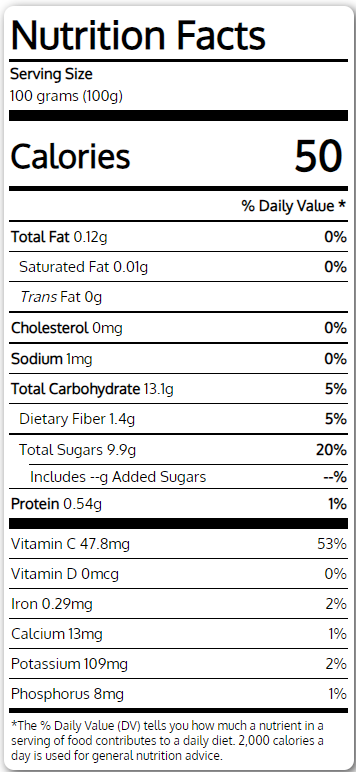 Nutrition Facts
Serving Size
100 grams (100g)
Calories 50
% Daily Value *
Total Fat 0.12g 0%
Saturated Fat 0.01g 0%
Trans Fat 0g
Cholesterol 0mg 0%
Sodium 1mg 0%
Total Carbohydrate 13.1g 5%
Dietary Fiber 1.4g 5%
Total Sugars 9.9g 20%
Includes --g Added Sugars --%
Protein 0.54g 1%
Vitamin C 47.8mg 53%
Vitamin D 0mcg 0%
Iron 0.29mg 2%
Calcium 13mg 1%
Potassium 109mg 2%
Phosphorus 8mg 1%
*The % Daily Value (DV) tells you how much a nutrient in a
serving of food contributes to a daily diet. 2,000 calories a
day is used for general nutrition advice.